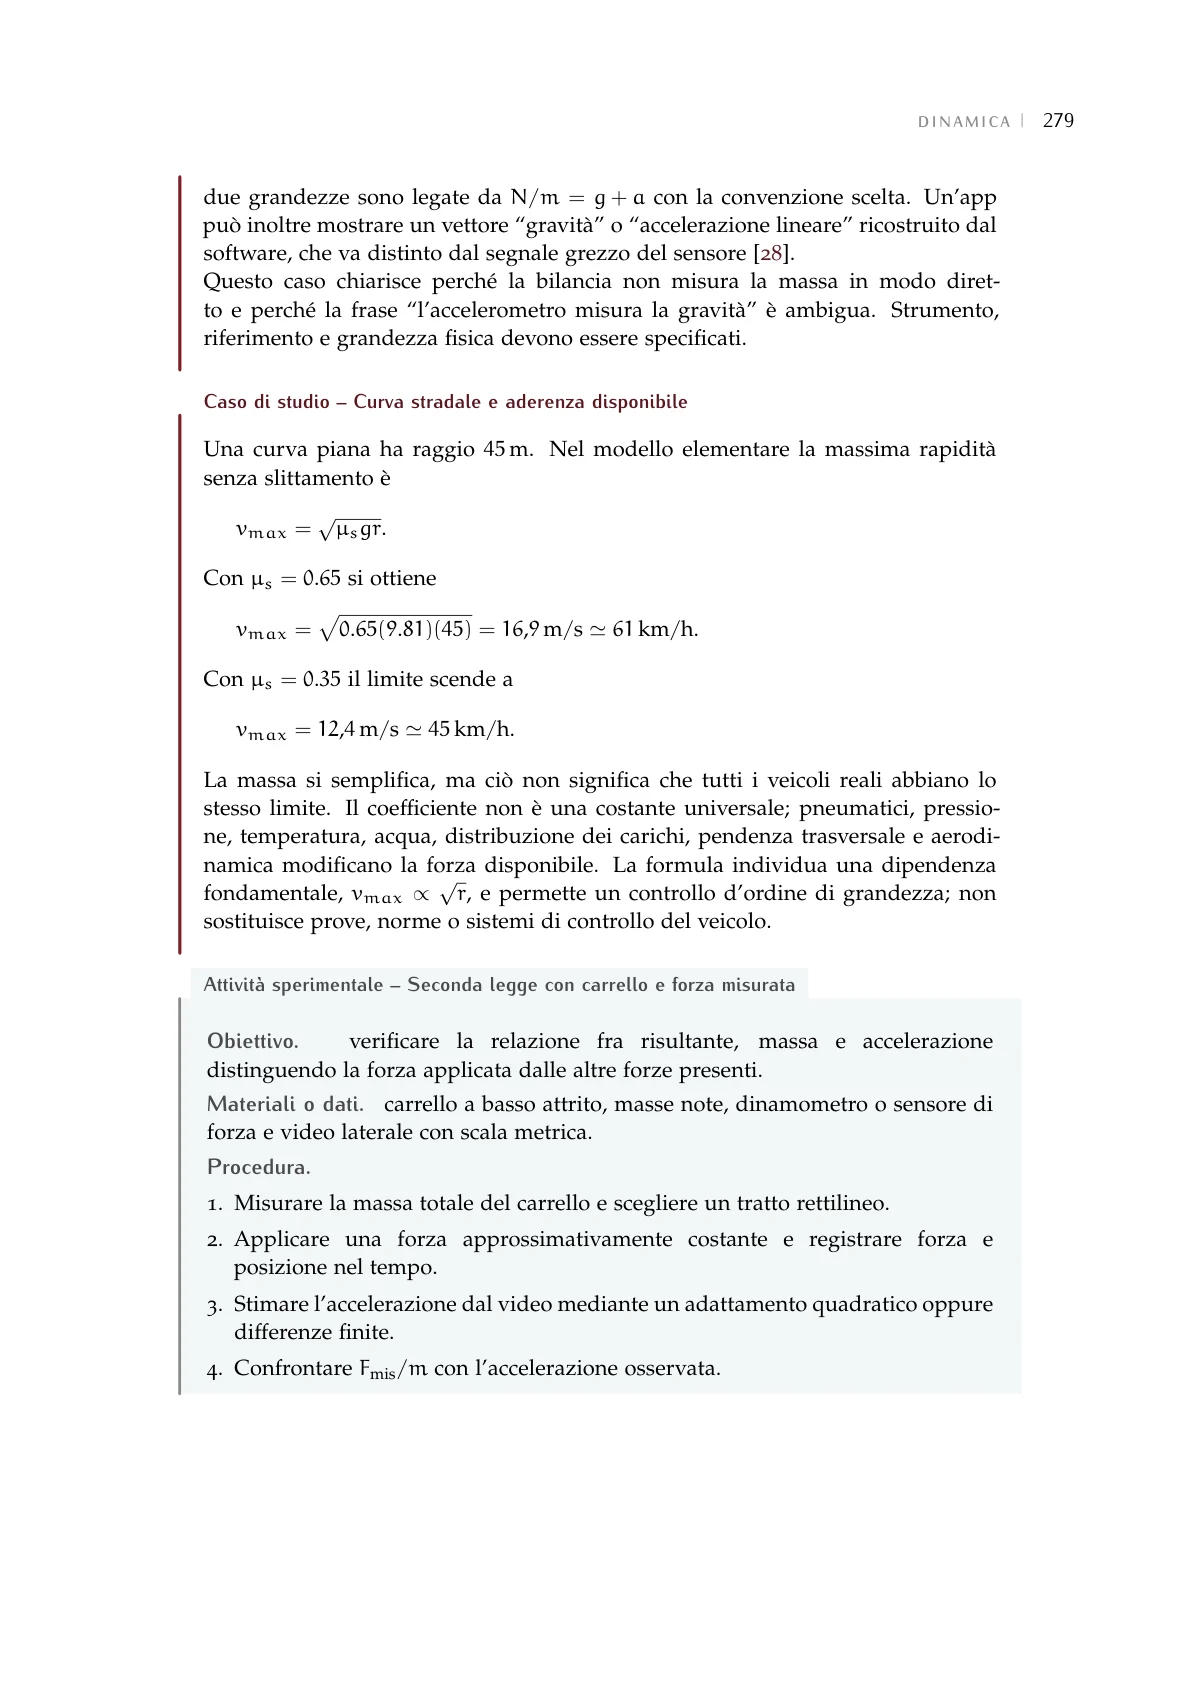 DINAMICA | 279
due grandezze sono legate da N/m = g + a con la convenzione scelta. Un'app
può inoltre mostrare un vettore “gravità” o “accelerazione lineare” ricostruito dal
software, che va distinto dal segnale grezzo del sensore [28].
Questo caso chiarisce perché la bilancia non misura la massa in modo diret-
to e perché la frase “l'accelerometro misura la gravità” è ambigua. Strumento,
riferimento e grandezza fisica devono essere specificati.
Caso di studio – Curva stradale e aderenza disponibile
Una curva piana ha raggio 45 m. Nel modello elementare la massima rapidità
senza slittamento è
v_max = √(μ_s gr).
Con μ_s = 0.65 si ottiene
v_max = √(0.65(9.81)(45)) = 16,9 m/s ≃ 61 km/h.
Con μ_s = 0.35 il limite scende a
v_max = 12,4 m/s ≃ 45 km/h.
La massa si semplifica, ma ciò non significa che tutti i veicoli reali abbiano lo
stesso limite. Il coefficiente non è una costante universale; pneumatici, pressio-
ne, temperatura, acqua, distribuzione dei carichi, pendenza trasversale e aerodi-
namica modificano la forza disponibile. La formula individua una dipendenza
fondamentale, v_max ∝ √r, e permette un controllo d'ordine di grandezza; non
sostituisce prove, norme o sistemi di controllo del veicolo.
Attività sperimentale – Seconda legge con carrello e forza misurata
Obiettivo. verificare la relazione fra risultante, massa e accelerazione
distinguendo la forza applicata dalle altre forze presenti.
Materiali o dati. carrello a basso attrito, masse note, dinamometro o sensore di
forza e video laterale con scala metrica.
Procedura.
1. Misurare la massa totale del carrello e scegliere un tratto rettilineo.
2. Applicare una forza approssimativamente costante e registrare forza e
posizione nel tempo.
3. Stimare l'accelerazione dal video mediante un adattamento quadratico oppure
differenze finite.
4. Confrontare F_mis/m con l'accelerazione osservata.